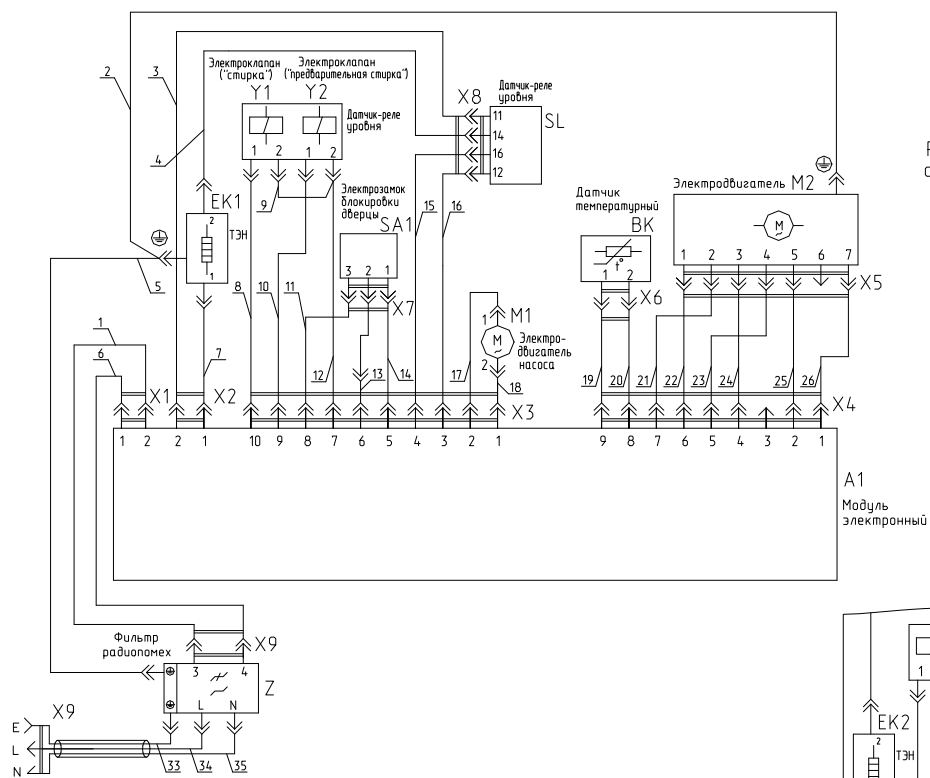 2
3
4
Электроклапан
("стирка")
Электроклапан
("предварительная стирка")
Y1
Y2
Датчик-реле
уровня
1 2 1 2
9
Датчик-реле
уровня
X8
SL
11
14
16
12
Электрозамок
блокировки
дверцы
SA1
3 2 1
X7
15
16
EK1
2
ТЭН
1
5
Датчик
температурный
BK
t°
1 2
X6
Электродвигатель M2
M
~
1 2 3 4 5 6 7
X5
8
10
11
12
13
14
17
1
M1
M
~
2
Электро-
двигатель
насоса
18
19
20
21
22
23
24
25
26
1
6
7
X1
X2
X3
X4
1 2 2 1 10 9 8 7 6 5 4 3 2 1 9 8 7 6 5 4 3 2 1
A1
Модуль
электронный
Фильтр
радиопомех
X9
3 4
Z
L N
X9
E
L
N
33
34
35
1
EK2
2
ТЭН